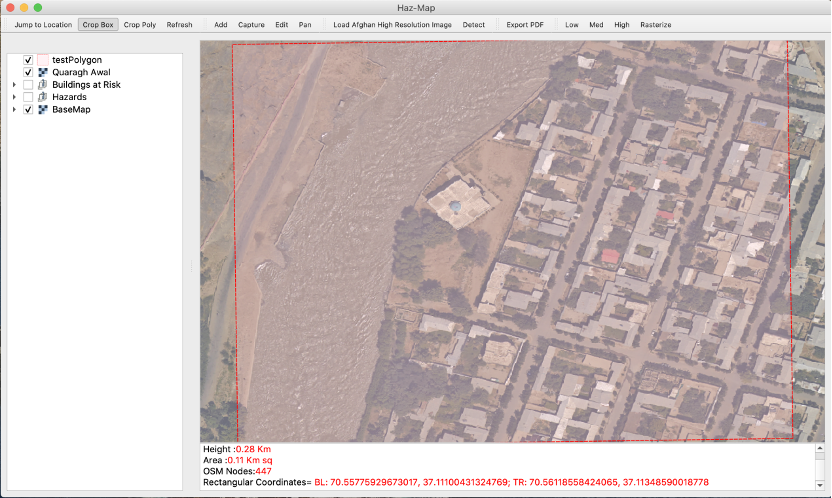 Haz-Map
Jump to Location Crop Box Crop Poly Refresh Add Capture Edit Pan Load Afghan High Resolution Image Detect Export PDF Low Med High Rasterize
testPolygon
Quaragh Awal
Buildings at Risk
Hazards
BaseMap
Height :0.28 Km
Area :0.11 Km sq
OSM Nodes:447
Rectangular Coordinates= BL: 70.55775929673017, 37.11100431324769; TR: 70.56118558424065, 37.11348590018778